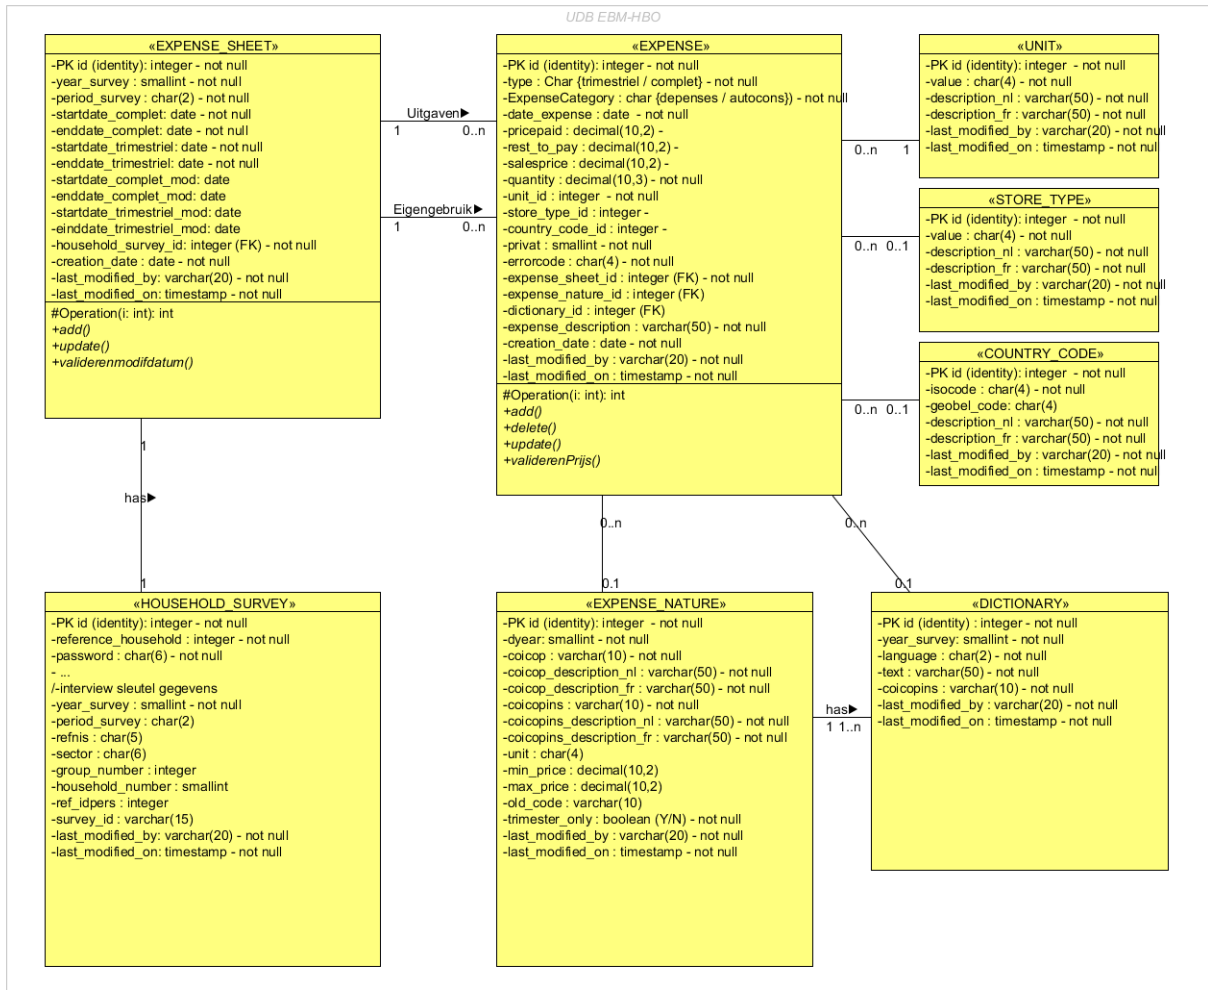 UDB EBM-HBO
«EXPENSE_SHEET»
-PK id (identity): integer - not null
-year_survey: smallint - not null
-period_survey: char(2) - not null
-startdate_complet: date - not null
-enddate_complet: date - not null
-startdate_trimestriel: date - not null
-enddate_trimestriel: date - not null
-startdate_complet_mod: date
-enddate_complet_mod: date
-startdate_trimestriel_mod: date
-einddate_trimestriel_mod: date
-household_survey_id: integer (FK) - not null
-creation_date: date - not null
-last_modified_by: varchar(20) - not null
-last_modified_on: timestamp - not null
#Operation(i: int): int
+add()
+update()
+validerenmodifdatum()
Uitgaven▶
1 0..n
Eigengebruik▶
1 0..n
«EXPENSE»
-PK id (identity): integer - not null
-type : Char {trimestriel / complet} - not null
-ExpenseCategory : char {depenses / autocons}) - not null
-date_expense : date - not null
-pricepaid : decimal(10,2) -
-rest_to_pay : decimal(10,2) -
-salesprice : decimal(10,2) -
-quantity : decimal(10,3) - not null
-unit_id : integer - not null
-store_type_id : integer -
-country_code_id : integer -
-privat : smallint - not null
-errorcode : char(4) - not null
-expense_sheet_id : integer (FK) - not null
-expense_nature_id : integer (FK)
-dictionary_id : integer (FK)
-expense_description : varchar(50) - not null
-creation_date : date - not null
-last_modified_by : varchar(20) - not null
-last_modified_on : timestamp - not null
#Operation(i: int): int
+add()
+delete()
+update()
+validerenPrijs()
0..n 1
0..n 0..1
0..n 0..1
«UNIT»
-PK id (identity): integer - not null
-value : char(4) - not null
-description_nl : varchar(50) - not null
-description_fr : varchar(50) - not null
-last_modified_by : varchar(20) - not null
-last_modified_on : timestamp - not nul
«STORE_TYPE»
-PK id (identity): integer - not null
-value : char(4) - not null
-description_nl : varchar(50) - not null
-description_fr : varchar(50) - not null
-last_modified_by : varchar(20) - not null
-last_modified_on : timestamp - not nul
«COUNTRY_CODE»
-PK id (identity): integer - not null
-isocode : char(4) - not null
-geobel_code: char(4)
-description_nl : varchar(50) - not null
-description_fr : varchar(50) - not null
-last_modified_by : varchar(20) - not null
-last_modified_on : timestamp - not nul
1
has▶
1
0..n
0.1
0..n
0.1
«HOUSEHOLD_SURVEY»
-PK id (identity): integer - not null
-reference_household : integer - not null
-password : char(6) - not null
- ...
/-interview sleutel gegevens
-year_survey : smallint - not null
-period_survey : char(2)
-refnis : char(5)
-sector : char(6)
-group_number : integer
-household_number : smallint
-ref_idpers : integer
-survey_id : varchar(15)
-last_modified_by: varchar(20) - not null
-last_modified_on: timestamp - not null
«EXPENSE_NATURE»
-PK id (identity): integer - not null
-dyear: smallint - not null
-coicop : varchar(10) - not null
-coicop_description_nl : varchar(50) - not null
-coicop_description_fr : varchar(50) - not null
-coicopins : varchar(10) - not null
-coicopins_description_nl : varchar(50) - not null
-coicopins_description_fr : varchar(50) - not null
-unit : char(4)
-min_price : decimal(10,2)
-max_price : decimal(10,2)
-old_code : varchar(10)
-trimester_only : boolean (Y/N) - not null
-last_modified_by : varchar(20) - not null
-last_modified_on : timestamp - not null
has▶
1 1..n
«DICTIONARY»
-PK id (identity) : integer - not null
-year_survey: smallint - not null
-language : char(2) - not null
-text : varchar(50) - not null
-coicopins : varchar(10) - not null
-last_modified_by : varchar(20) - not null
-last_modified_on : timestamp - not null